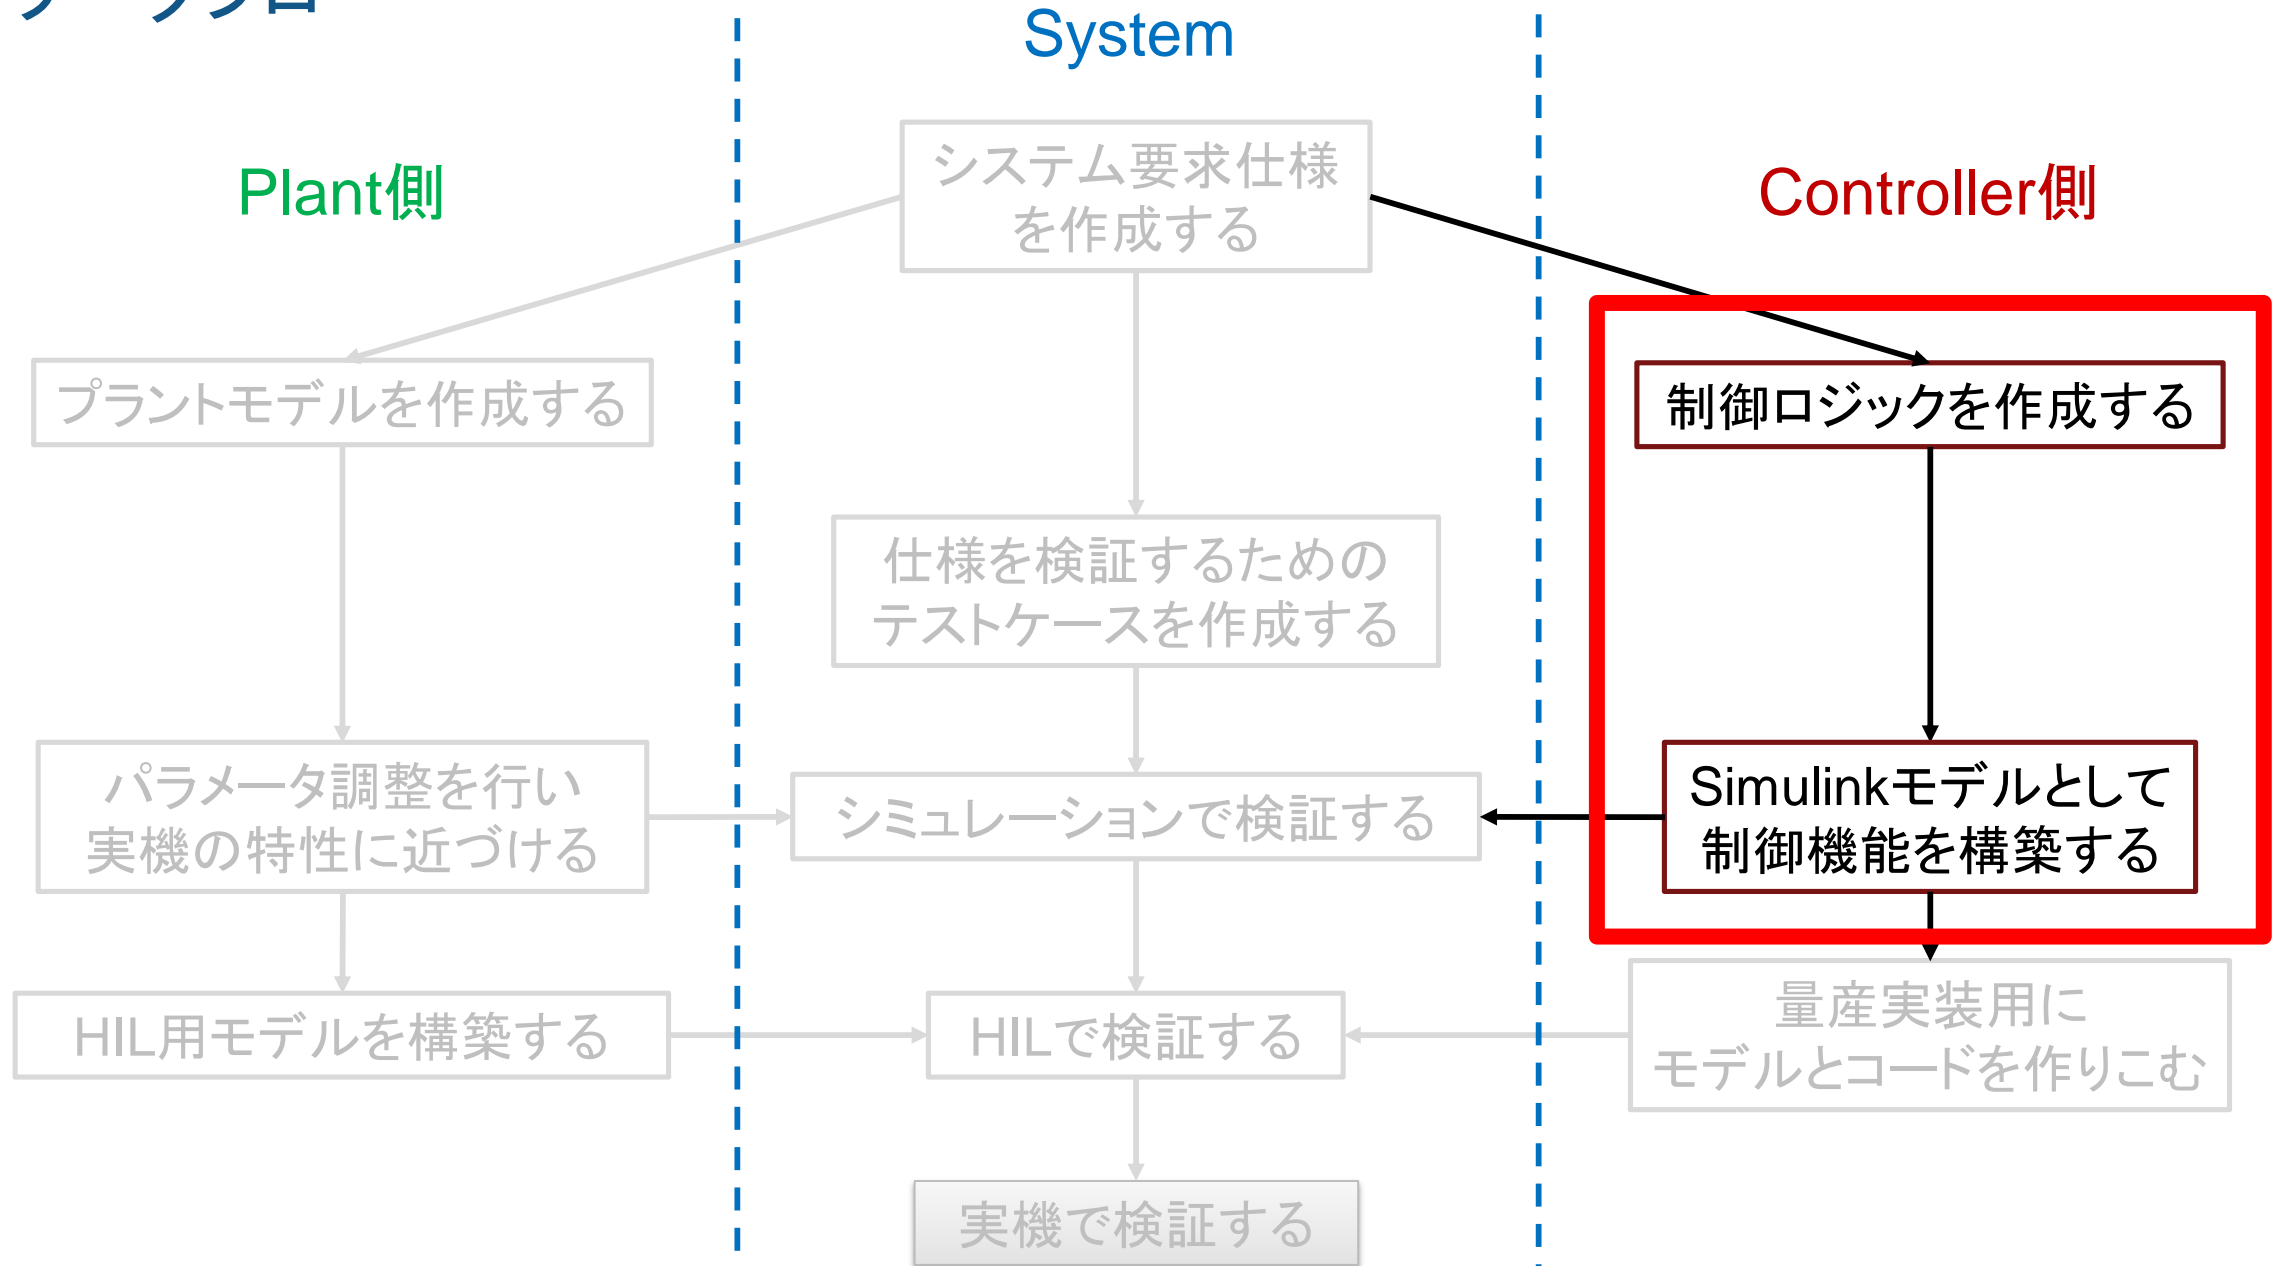 ワークフロー
System
Plant側
Controller側
システム要求仕様
を作成する
プラントモデルを作成する
制御ロジックを作成する
仕様を検証するための
テストケースを作成する
パラメータ調整を行い
実機の特性に近づける
シミュレーションで検証する
Simulinkモデルとして
制御機能を構築する
HIL用モデルを構築する
HILで検証する
量産実装用に
モデルとコードを作りこむ
実機で検証する